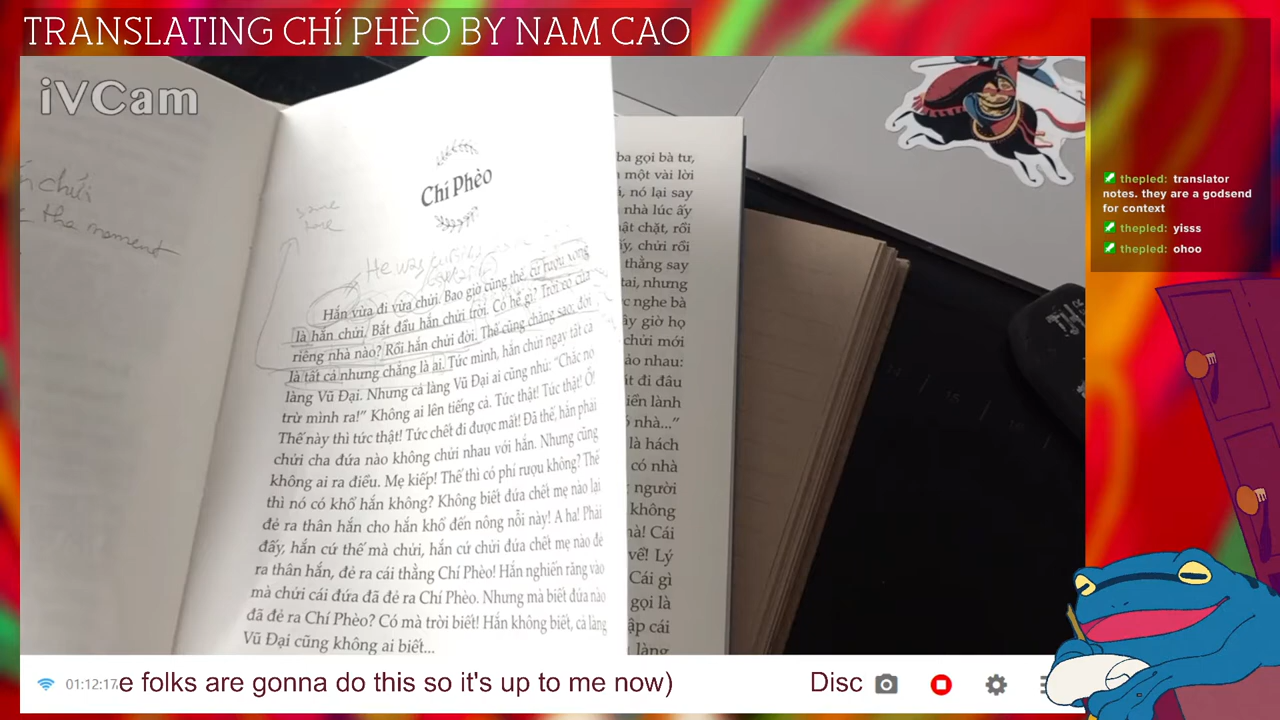 TRANSLATING CHÍ PHÈO BY NAM CAO
iVCam
chửi
the moment
some
Chí Phèo
He was cursing
Hắn vừa đi vừa chửi. Bao giờ cũng thế, cứ rượu xong
là hắn chửi. Bắt đầu hắn chửi trời. Có hề gì? Trời có của
riêng nhà nào? Rồi hắn chửi đời. Thế cũng chẳng sao: đời
là tất cả nhưng chẳng là ai. Tức mình, hắn chửi ngay tất cả
làng Vũ Đại. Nhưng cả làng Vũ Đại ai cũng nhủ: “Chắc nó
trừ mình ra!” Không ai lên tiếng cả. Tức thật! Tức thật! Ồ!
Thế này thì tức thật! Tức chết đi được mất! Đã thế, hắn phải
chửi cha đứa nào không chửi nhau với hắn. Nhưng cũng
không ai ra điều. Mẹ kiếp! Thế thì có phí rượu không? Thế
thì nó có khổ hắn không? Không biết đứa chết mẹ nào lại
đẻ ra thân hắn cho hắn khổ đến nông nỗi này! A ha! Phải
đấy, hắn cứ thế mà chửi, hắn cứ chửi đứa chết mẹ nào đẻ
ra thân hắn, đẻ ra cái thằng Chí Phèo! Hắn nghiến răng vào
mà chửi cái đứa đã đẻ ra Chí Phèo. Nhưng mà biết đứa nào
đã đẻ ra Chí Phèo? Có mà trời biết! Hắn không biết, cả làng
Vũ Đại cũng không ai biết...
ba gọi bà tư,
một vài lời
, nó lại say
nhà lúc ấy
chặt, rồi
chửi rồi
thằng say
tai, nhưng
nghe bà
giờ họ
chửi mới
nhau:
đi đâu
lành
nhà...”
là hách
có nhà
người
không
Cái
về! Lý
Cái gì
gọi là
cái
làng
thepled: translator
notes. they are a godsend
for context
thepled: yisss
thepled: ohoo
01:12:17
e folks are gonna do this so it's up to me now)
Disc